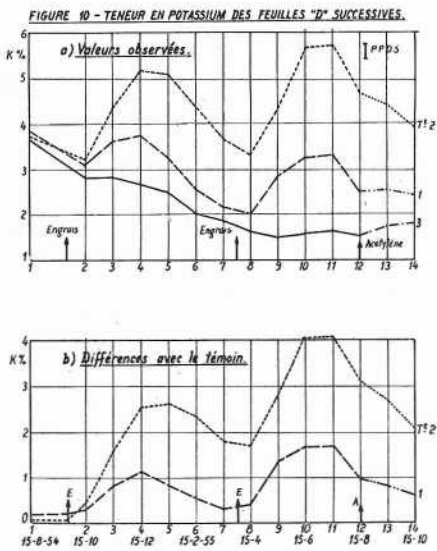 FIGURE 10 - TENEUR EN POTASSIUM DES FEUILLES "D" SUCCESSIVES.
K%
a) Valeurs observées.
PPDS
6
5
4
3
2
1
Tt 2
1
3
Engrais
Engrais
Acétylène
1 2 3 4 5 6 7 8 9 10 11 12 13 14
K%
b) Différences avec le témoin.
4
3
2
1
0
Tt 2
1
E
E
A
1 2 3 4 5 6 7 8 9 10 11 12 13 14
15-8-54 15-10 15-12 15-2-55 15-4 15-6 15-8 15-10